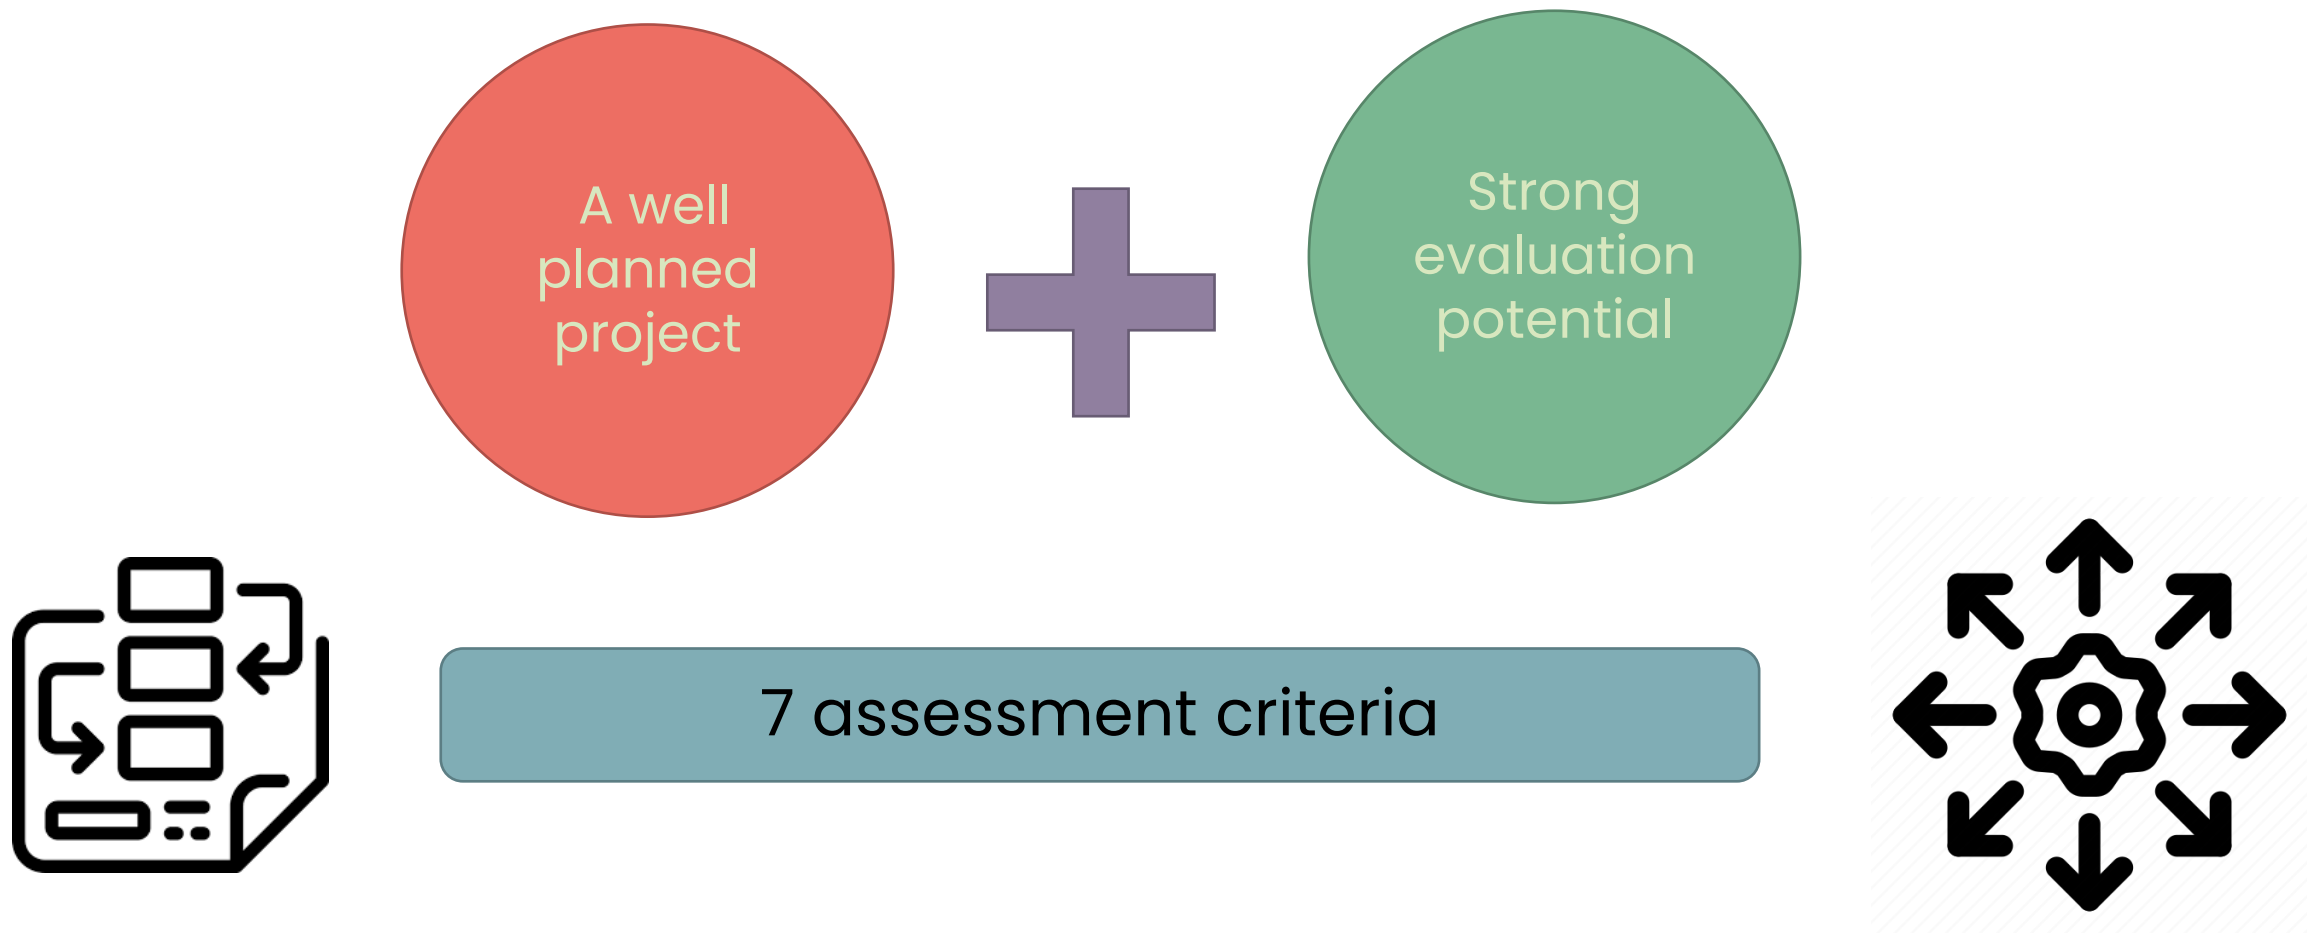 A well
planned
project
Strong
evaluation
potential
7 assessment criteria